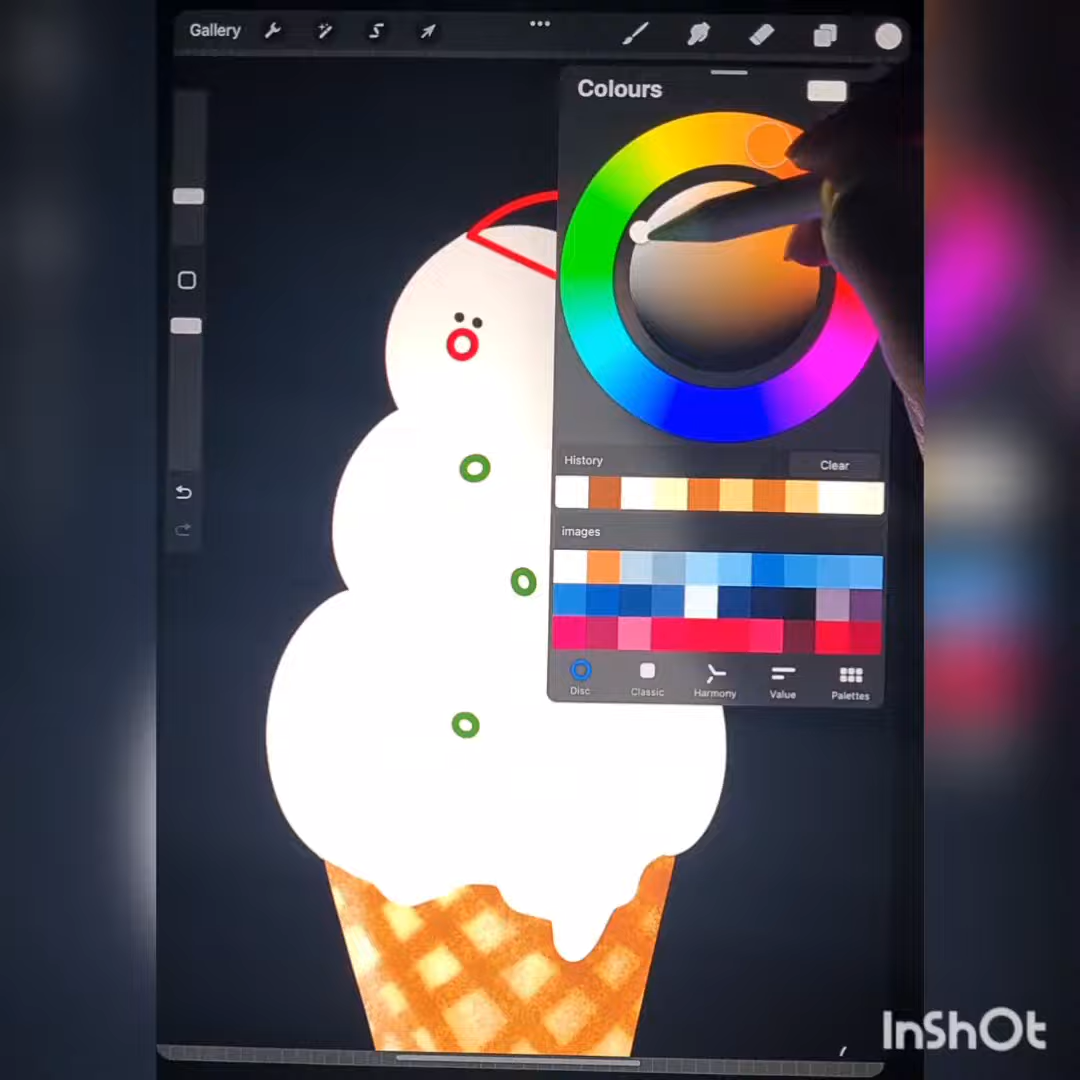 Gallery
Colours
History
Clear
images
Disc
Classic
Harmony
Value
Palettes
InShOt